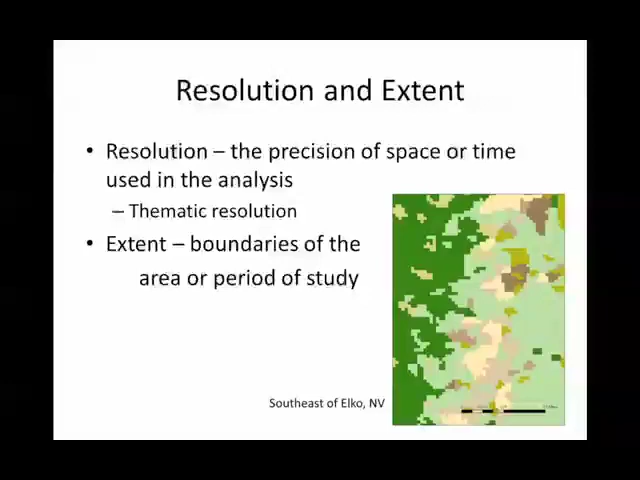 Resolution and Extent
• Resolution – the precision of space or time
used in the analysis
– Thematic resolution
• Extent – boundaries of the
area or period of study
Southeast of Elko, NV